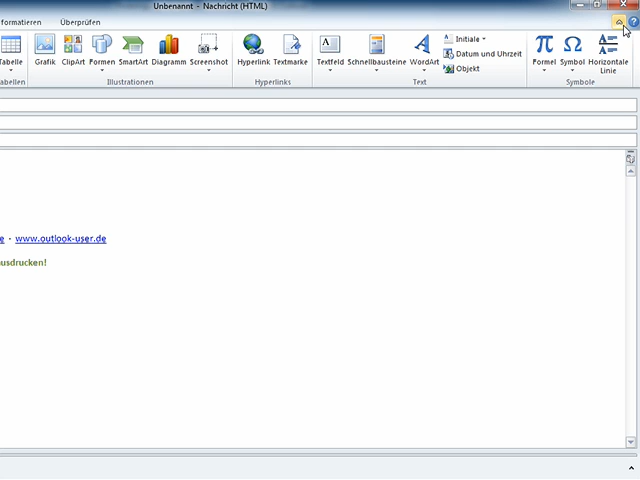 Unbenannt - Nachricht (HTML)
formatieren Überprüfen
Tabelle Grafik ClipArt Formen SmartArt Diagramm Screenshot Hyperlink Textmarke Textfeld Schnellbausteine WordArt Initiale Datum und Uhrzeit Objekt Formel Symbol Horizontale Linie
abellen Illustrationen Hyperlinks Text Symbole
e · www.outlook-user.de
ausdrucken!